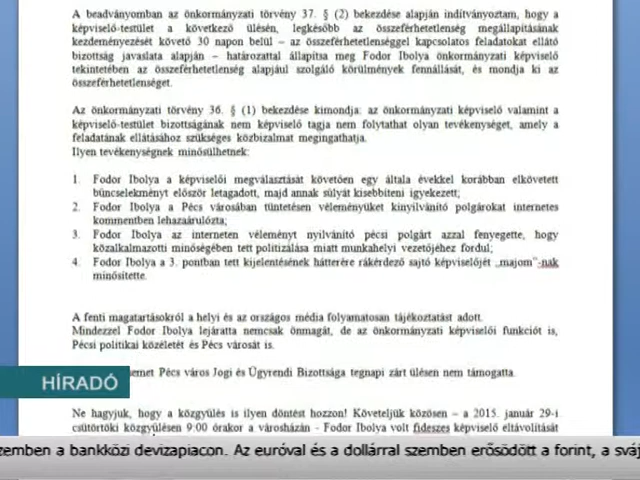 A beadványomban az önkormányzati törvény 37. § (2) bekezdése alapján indítványoztam, hogy a
képviselő-testület a következő ülésén, legkésőbb az összeférhetetlenség megállapításának
kezdeményezését követő 30 napon belül – az összeférhetetlenséggel kapcsolatos feladatokat ellátó
bizottság javaslata alapján – határozattal állapítsa meg Fodor Ibolya önkormányzati képviselő
tekintetében az összeférhetetlenség alapjául szolgáló körülmények fennállását, és mondja ki az
összeférhetetlenséget.
Az önkormányzati törvény 36. § (1) bekezdése kimondja: az önkormányzati képviselő valamint a
képviselő-testület bizottságának nem képviselő tagja nem folytathat olyan tevékenységet, amely a
feladatának ellátásához szükséges közbizalmat megingathatja.
Ilyen tevékenységnek minősülhetnek:
1. Fodor Ibolya a képviselői megválasztását követően egy általa évekkel korábban elkövetett
bűncselekményt először letagadott, majd annak súlyát kisebbíteni igyekezett;
2. Fodor Ibolya a Pécs városában tüntetésen véleményüket kinyilvánító polgárokat internetes
kommentben lehazaárulózta;
3. Fodor Ibolya az interneten véleményt nyilvánító pécsi polgárt azzal fenyegette, hogy
közalkalmazotti minőségében tett politizálása miatt munkahelyi vezetőjéhez fordul;
4. Fodor Ibolya a 3. pontban tett kijelentésének hátterére rákérdező sajtó képviselőjét „majom”-nak
minősítette.
A fenti magatartásokról a helyi és az országos média folyamatosan tájékoztatást adott.
Mindezzel Fodor Ibolya lejáratta nemcsak önmagát, de az önkormányzati képviselői funkciót is,
Pécsi politikai közéletét és Pécs városát is.
emet Pécs város Jogi és Ügyrendi Bizottsága tegnapi zárt ülésen nem támogatta.
HÍRADÓ
Ne hagyjuk, hogy a közgyűlés is ilyen döntést hozzon! Követeljük közösen – a 2015. január 29-i
csütörtöki közgyűlésen 9:00 órakor a városházán - Fodor Ibolya volt fideszes képviselő eltávolítását
zemben a bankközi devizapiacon. Az euróval és a dollárral szemben erősödött a forint, a sváj